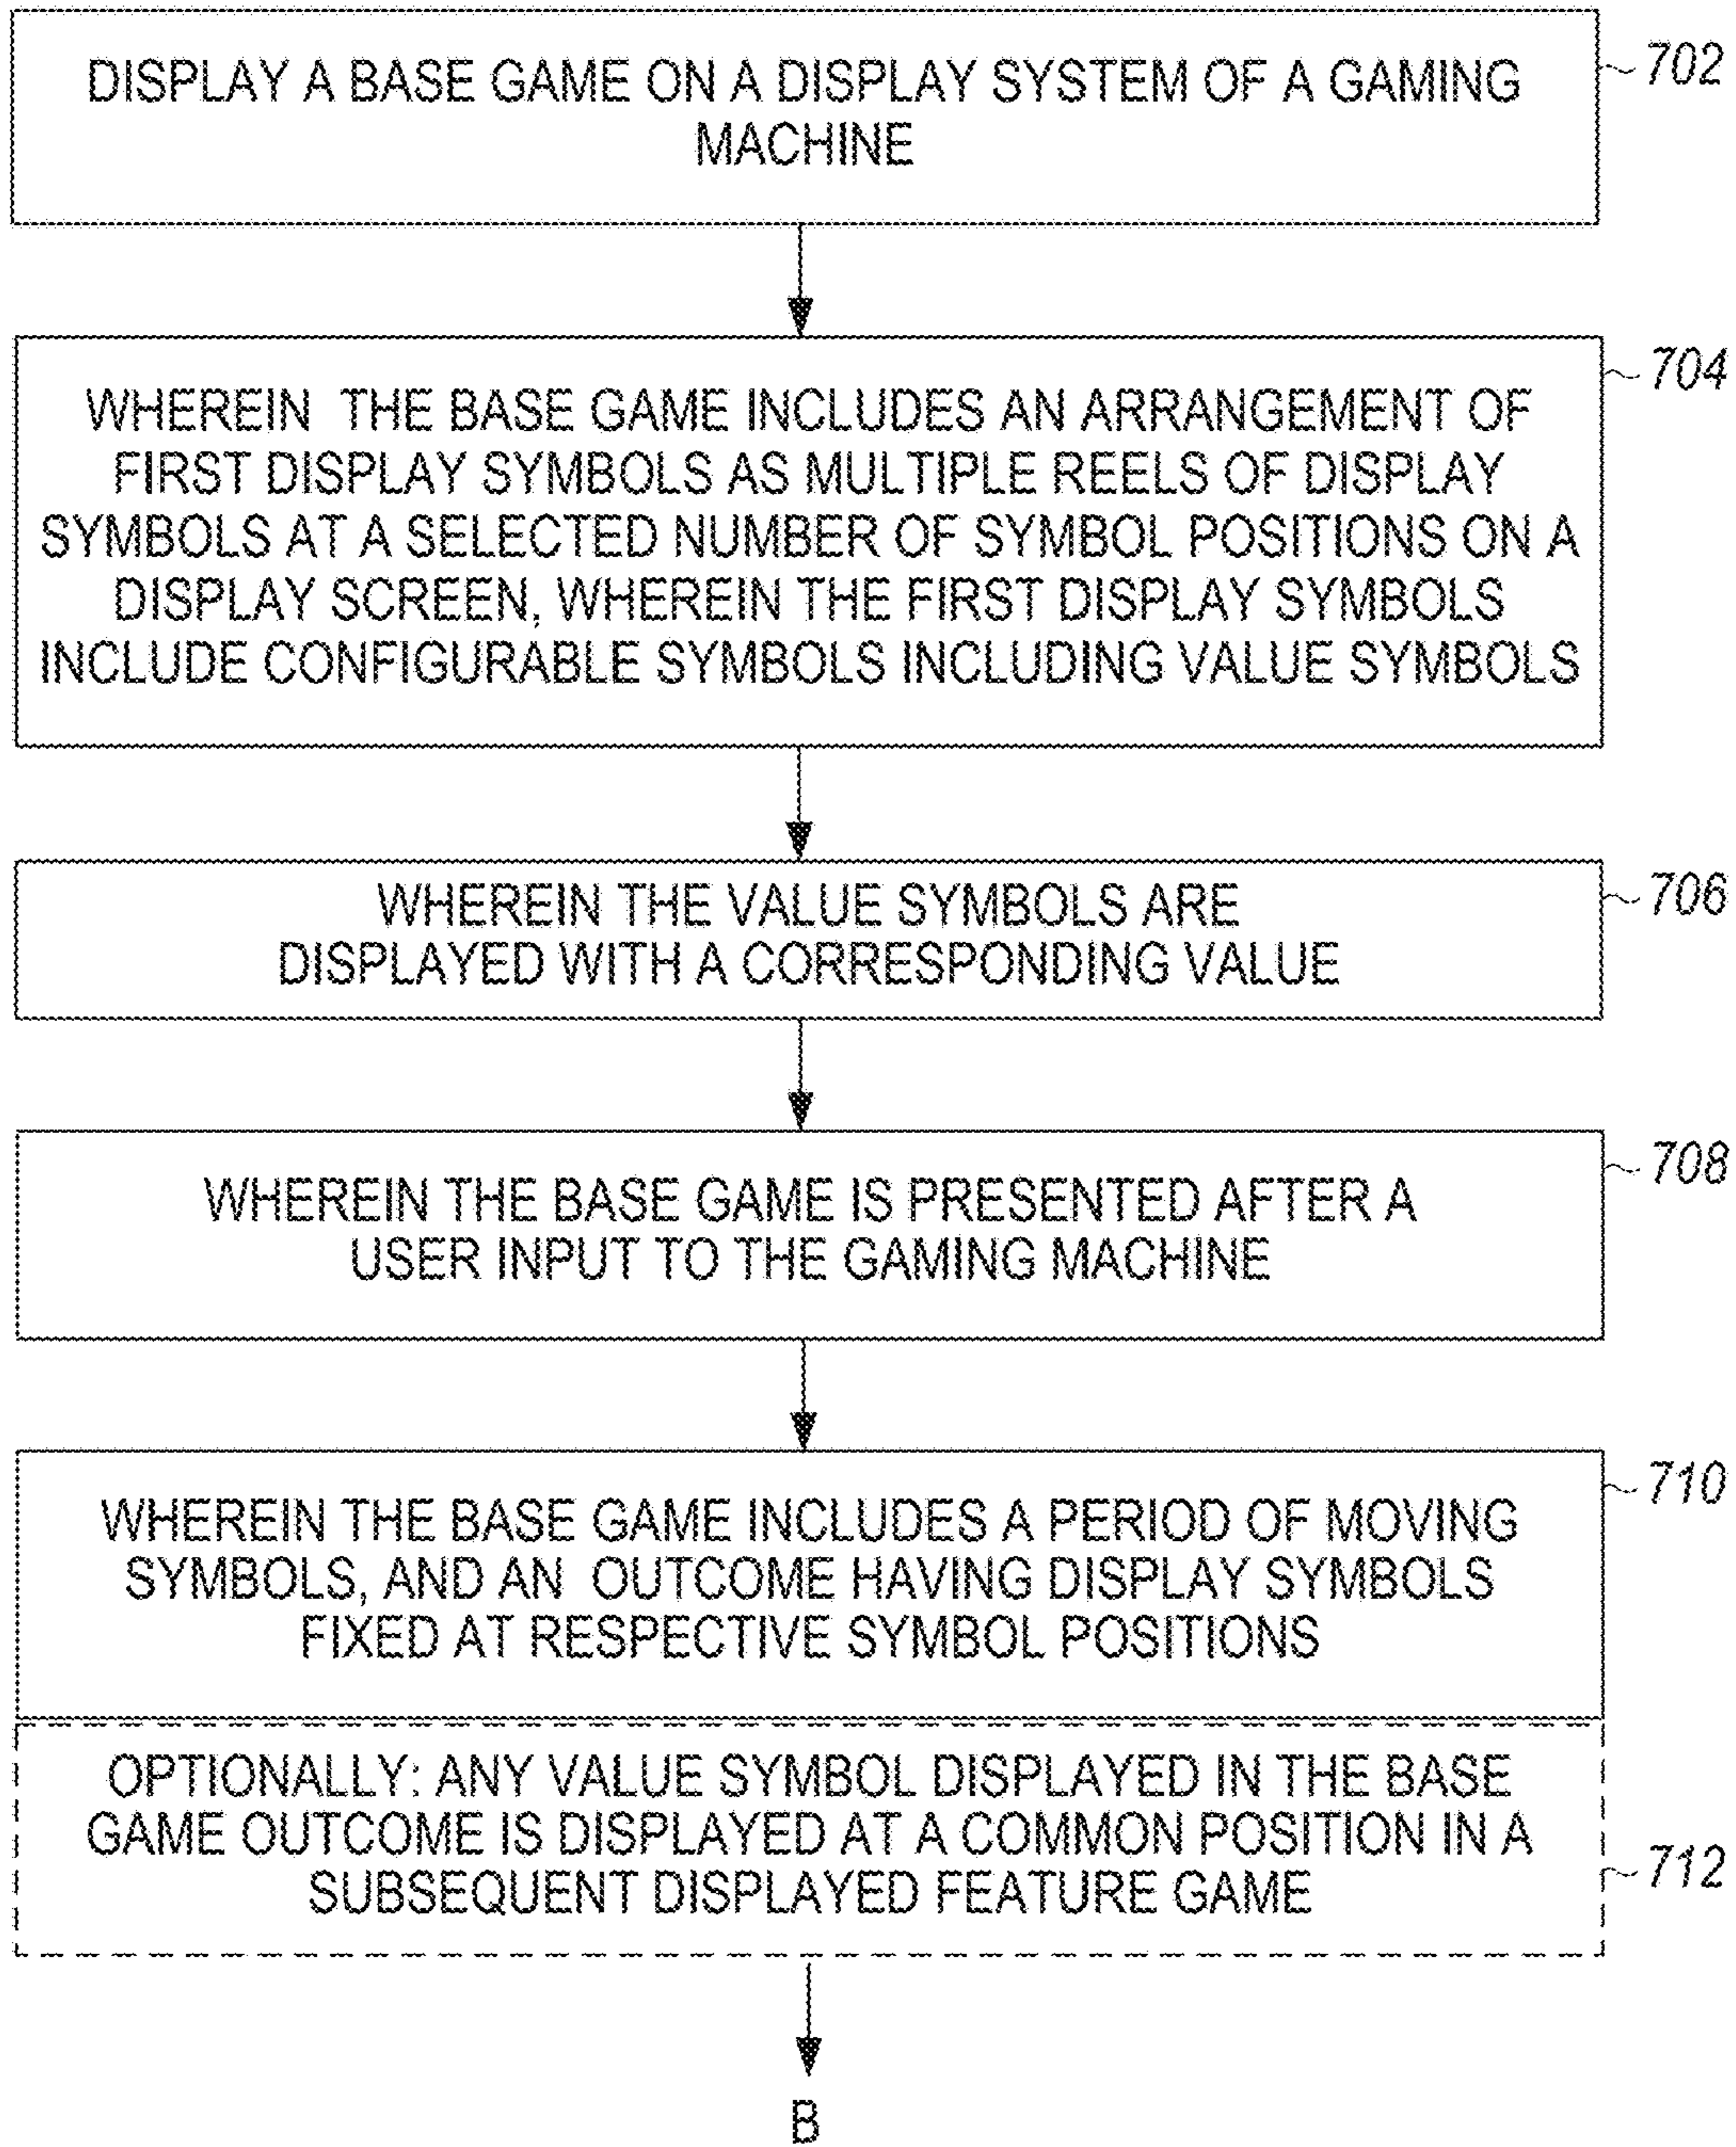 DISPLAY A BASE GAME ON A DISPLAY SYSTEM OF A GAMING
MACHINE
702
WHEREIN THE BASE GAME INCLUDES AN ARRANGEMENT OF
FIRST DISPLAY SYMBOLS AS MULTIPLE REELS OF DISPLAY
SYMBOLS AT A SELECTED NUMBER OF SYMBOL POSITIONS ON A
DISPLAY SCREEN, WHEREIN THE FIRST DISPLAY SYMBOLS
INCLUDE CONFIGURABLE SYMBOLS INCLUDING VALUE SYMBOLS
704
WHEREIN THE VALUE SYMBOLS ARE
DISPLAYED WITH A CORRESPONDING VALUE
706
WHEREIN THE BASE GAME IS PRESENTED AFTER A
USER INPUT TO THE GAMING MACHINE
708
WHEREIN THE BASE GAME INCLUDES A PERIOD OF MOVING
SYMBOLS, AND AN OUTCOME HAVING DISPLAY SYMBOLS
FIXED AT RESPECTIVE SYMBOL POSITIONS
710
OPTIONALLY: ANY VALUE SYMBOL DISPLAYED IN THE BASE
GAME OUTCOME IS DISPLAYED AT A COMMON POSITION IN A
SUBSEQUENT DISPLAYED FEATURE GAME
712
B